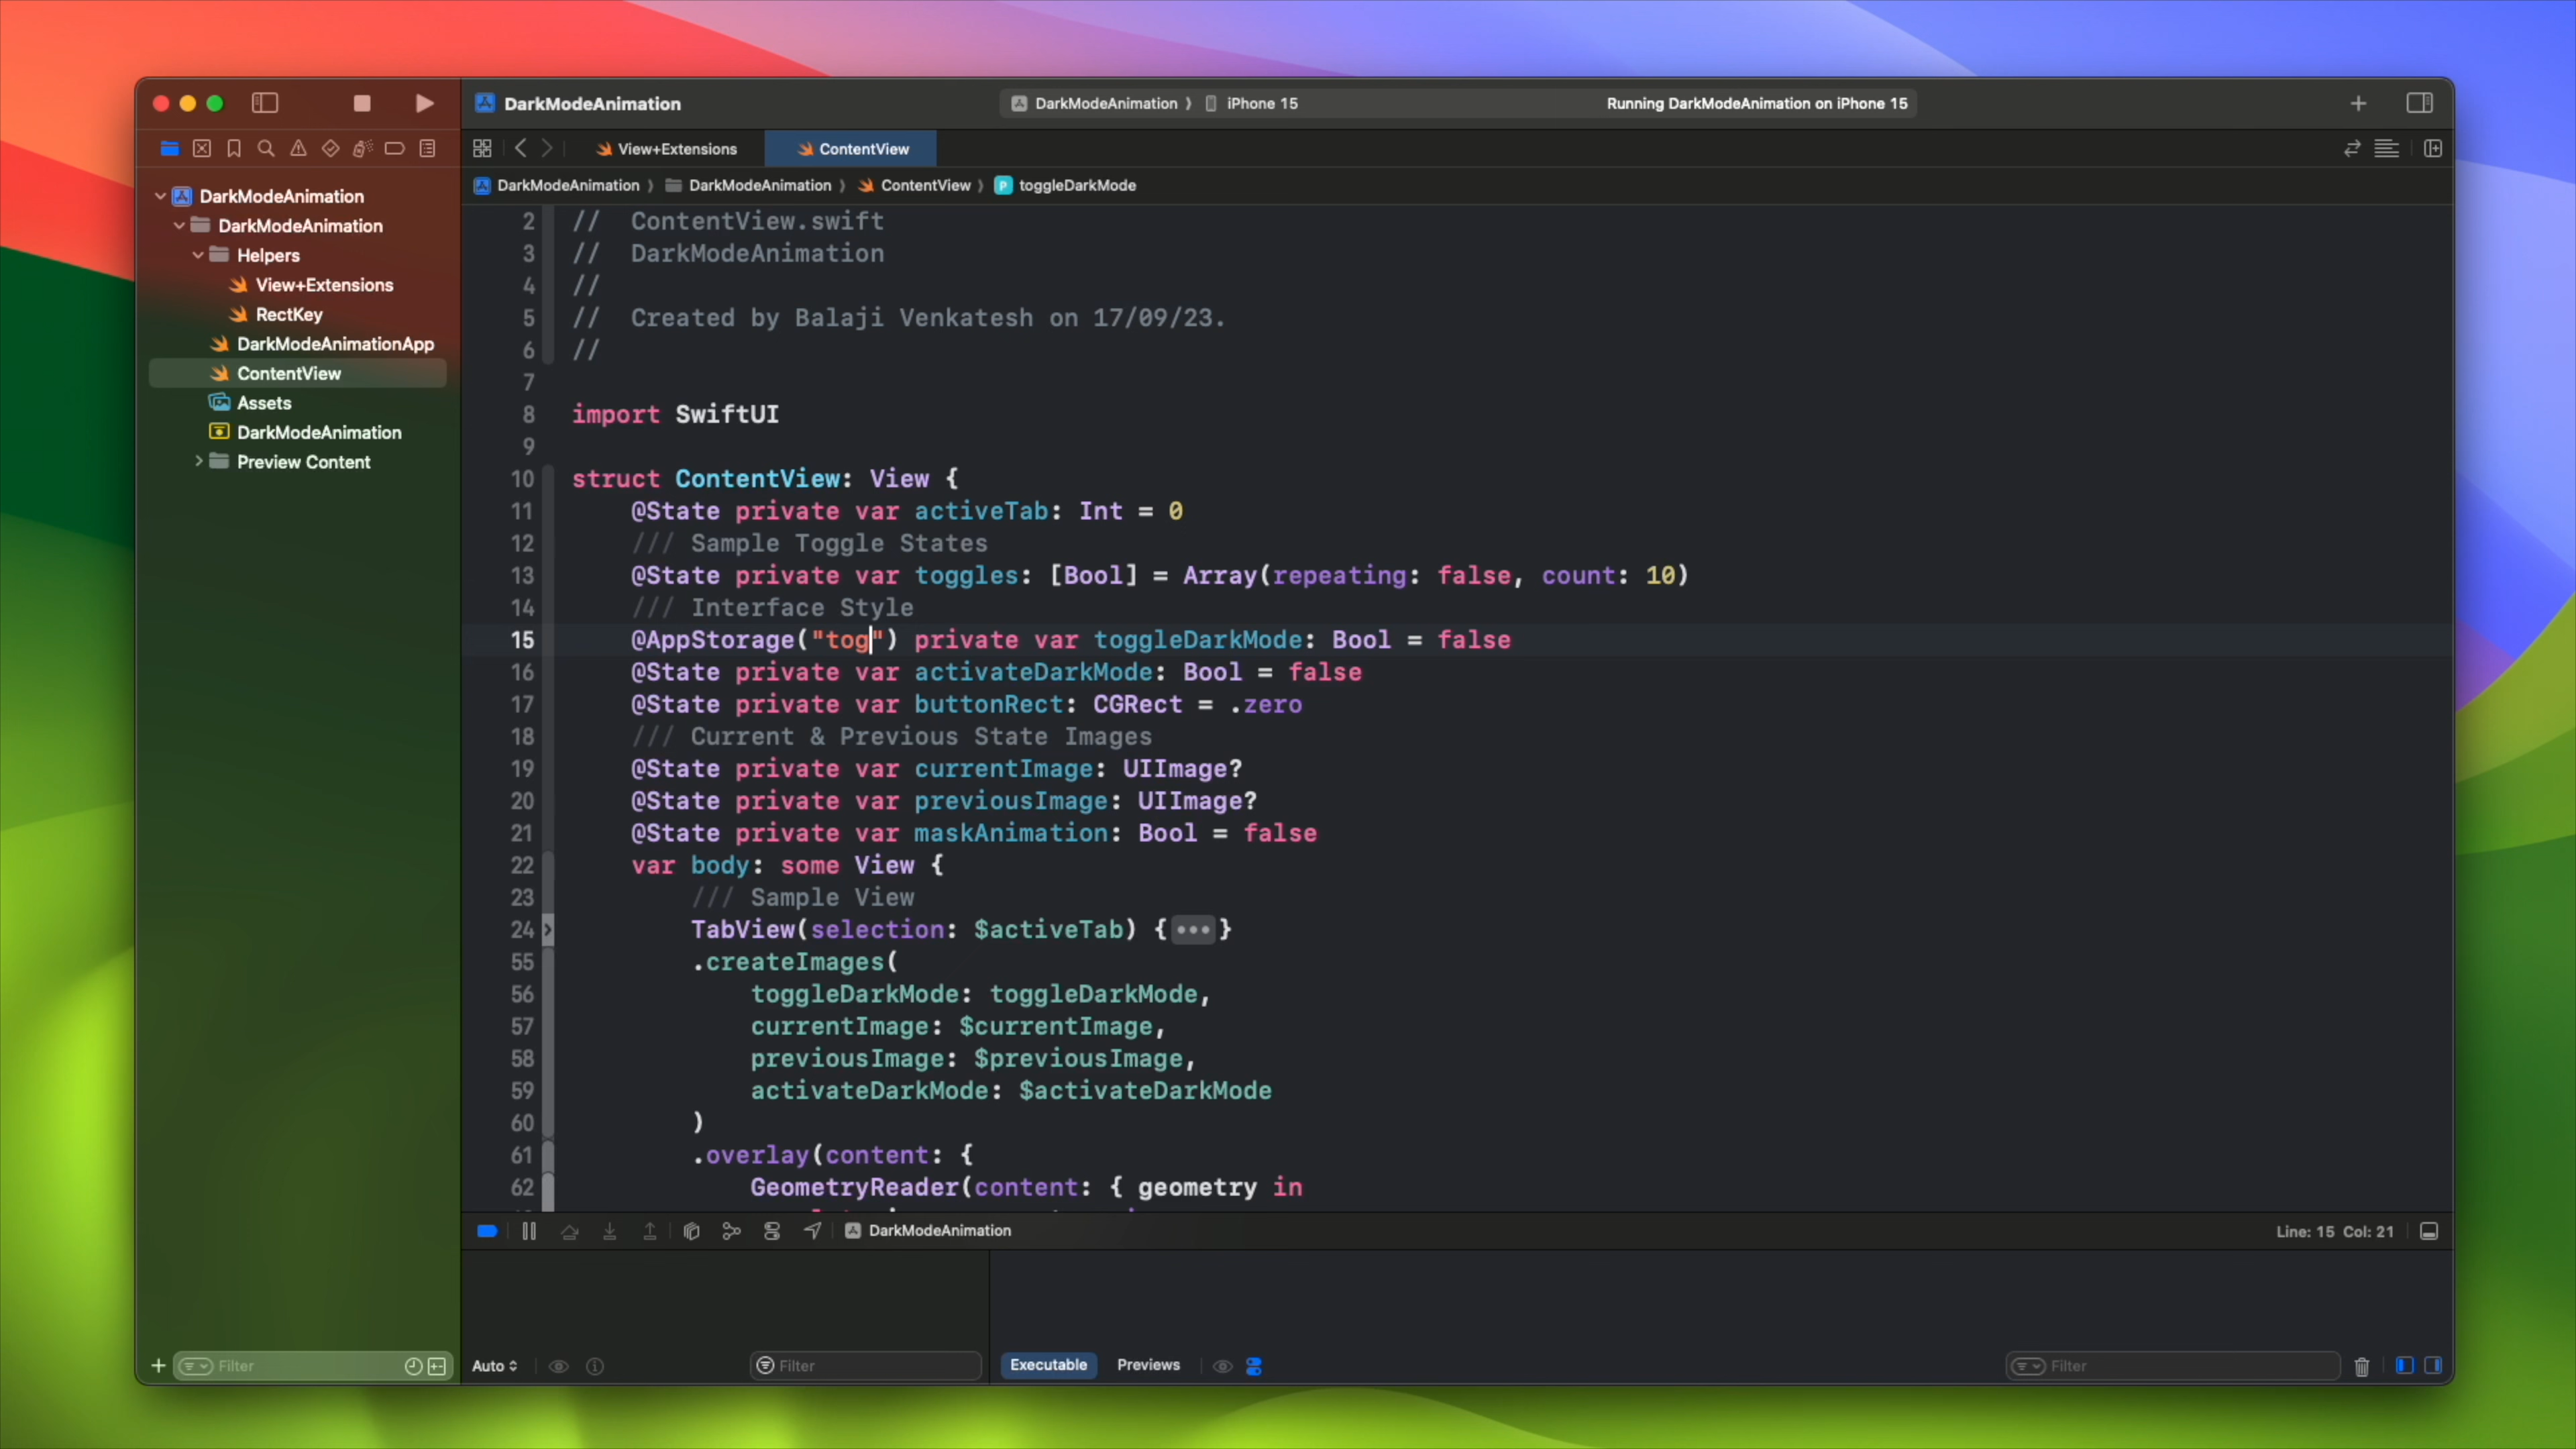 DarkModeAnimation
DarkModeAnimation ⟩ iPhone 15
Running DarkModeAnimation on iPhone 15
View+Extensions
ContentView
DarkModeAnimation ⟩ DarkModeAnimation ⟩ ContentView ⟩ P toggleDarkMode
DarkModeAnimation
DarkModeAnimation
Helpers
View+Extensions
RectKey
DarkModeAnimationApp
ContentView
Assets
DarkModeAnimation
Preview Content
2 //  ContentView.swift
3 //  DarkModeAnimation
4 //
5 //  Created by Balaji Venkatesh on 17/09/23.
6 //
7
8 import SwiftUI
9
10 struct ContentView: View {
11     @State private var activeTab: Int = 0
12     /// Sample Toggle States
13     @State private var toggles: [Bool] = Array(repeating: false, count: 10)
14     /// Interface Style
15     @AppStorage("tog") private var toggleDarkMode: Bool = false
16     @State private var activateDarkMode: Bool = false
17     @State private var buttonRect: CGRect = .zero
18     /// Current & Previous State Images
19     @State private var currentImage: UIImage?
20     @State private var previousImage: UIImage?
21     @State private var maskAnimation: Bool = false
22     var body: some View {
23         /// Sample View
24         TabView(selection: $activeTab) {•••}
55         .createImages(
56             toggleDarkMode: toggleDarkMode,
57             currentImage: $currentImage,
58             previousImage: $previousImage,
59             activateDarkMode: $activateDarkMode
60         )
61         .overlay(content: {
62             GeometryReader(content: { geometry in
DarkModeAnimation
Line: 15 Col: 21
Filter
Auto
Filter
Executable
Previews
Filter